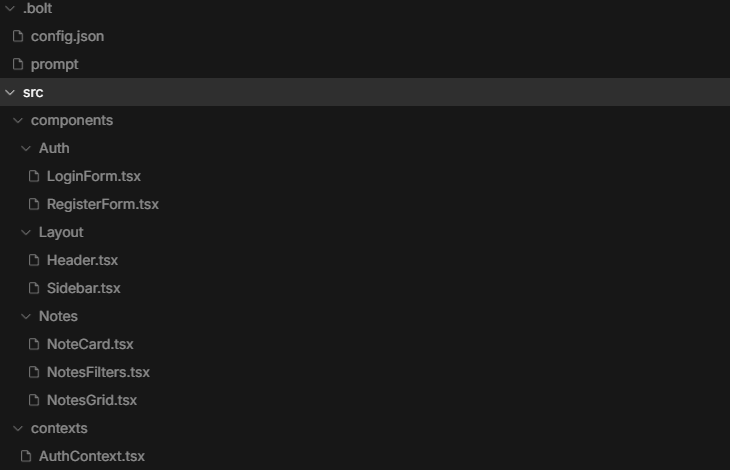 .bolt
config.json
prompt
src
components
Auth
LoginForm.tsx
RegisterForm.tsx
Layout
Header.tsx
Sidebar.tsx
Notes
NoteCard.tsx
NotesFilters.tsx
NotesGrid.tsx
contexts
AuthContext.tsx